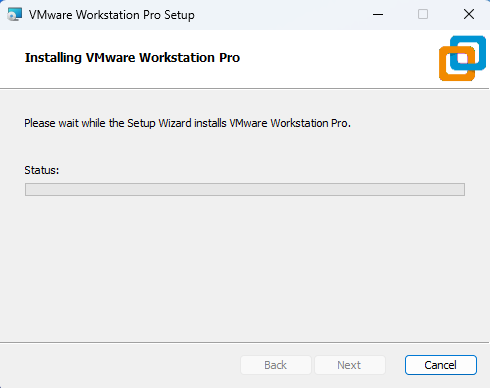 VMware Workstation Pro Setup
Installing VMware Workstation Pro
Please wait while the Setup Wizard installs VMware Workstation Pro.
Status:
Back Next Cancel